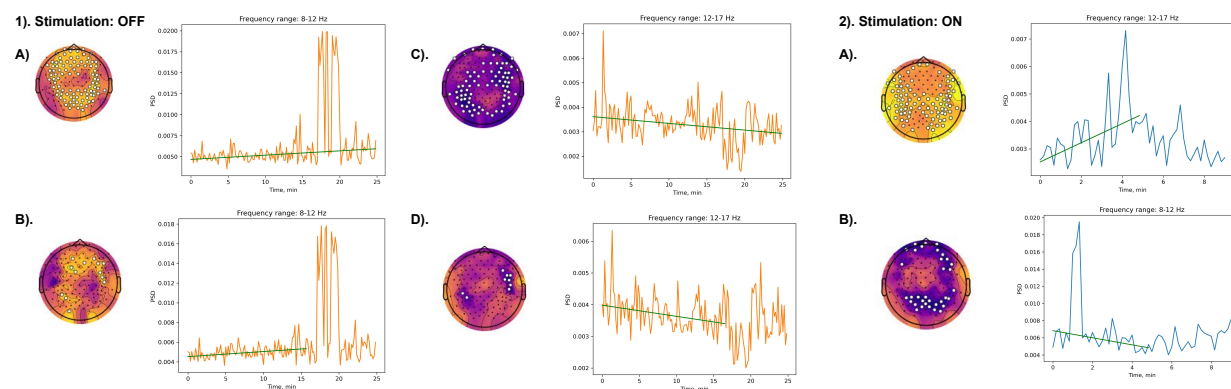 1). Stimulation: OFF
A)
Frequency range: 8-12 Hz
PSD
0.0200
0.0175
0.0150
0.0125
0.0100
0.0075
0.0050
0 5 10 15 20 25
Time, min
B).
Frequency range: 8-12 Hz
PSD
0.018
0.016
0.014
0.012
0.010
0.008
0.006
0.004
0 5 10 15 20 25
Time, min
C).
Frequency range: 12-17 Hz
PSD
0.007
0.006
0.005
0.004
0.003
0.002
0 5 10 15 20 25
Time, min
D).
Frequency range: 12-17 Hz
PSD
0.006
0.005
0.004
0.003
0.002
0 5 10 15 20 25
Time, min
2). Stimulation: ON
A).
Frequency range: 12-17 Hz
PSD
0.007
0.006
0.005
0.004
0.003
0 2 4 6 8
Time, min
B).
Frequency range: 8-12 Hz
PSD
0.020
0.018
0.016
0.014
0.012
0.010
0.008
0.006
0.004
0 2 4 6 8
Time, min